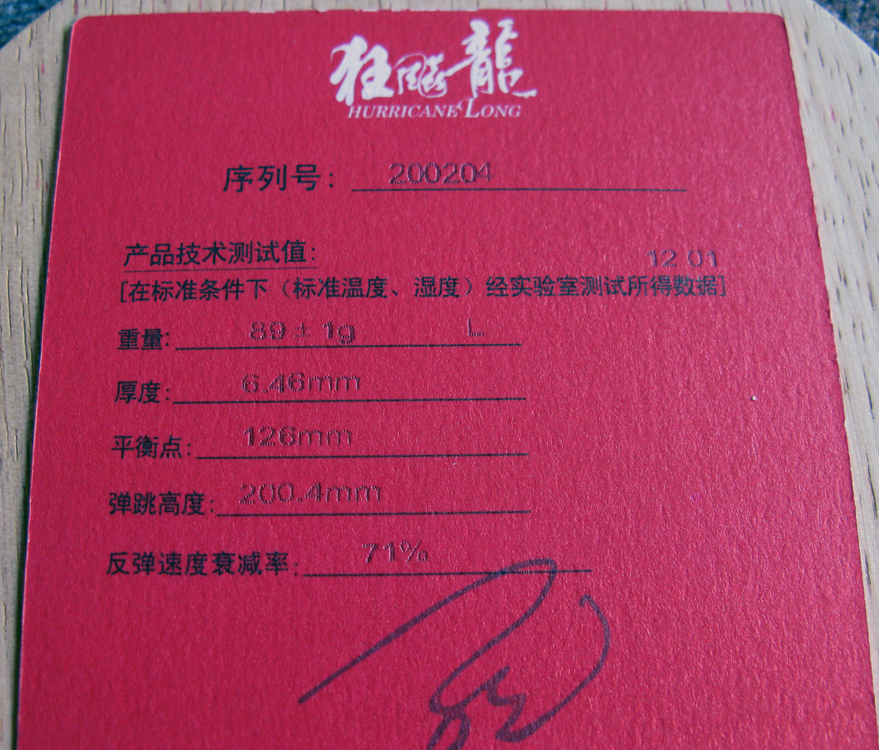 狂飚龍
HURRICANE LONG
序列号: 200204
产品技术测试值: 12 01
[在标准条件下（标准温度、湿度）经实验室测试所得数据]
重量: 89 ± 1g L
厚度: 6.46mm
平衡点: 126mm
弹跳高度: 200.4mm
反弹速度衰减率: 71%